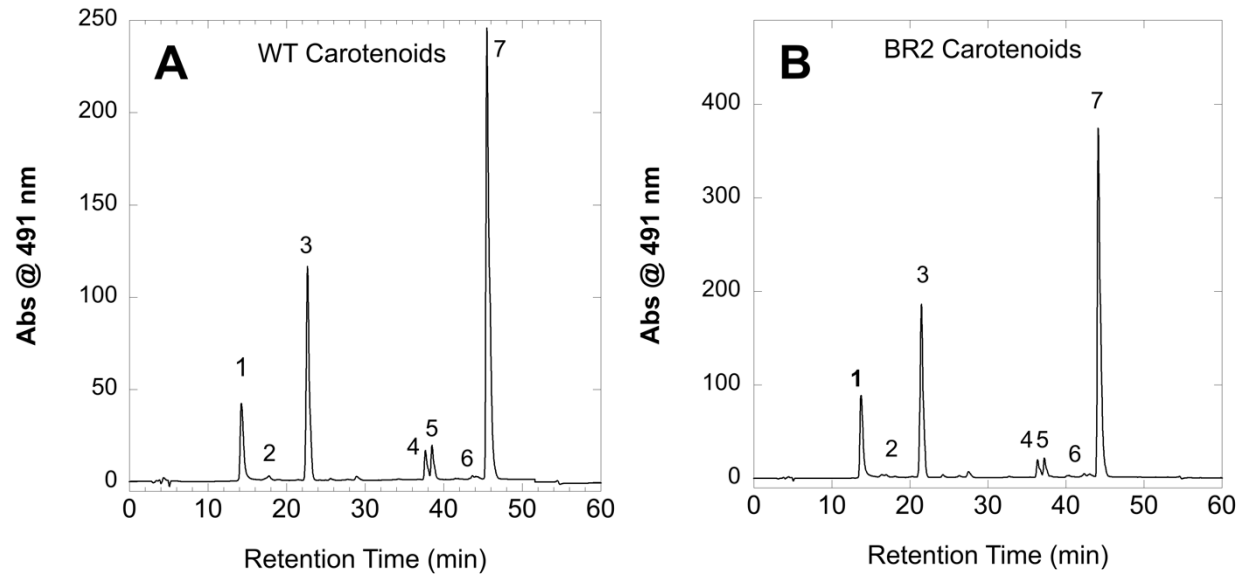 A
WT Carotenoids
250
200
150
100
50
0
Abs @ 491 nm
1
2
3
4
5
6
7
0 10 20 30 40 50 60
Retention Time (min)
B
BR2 Carotenoids
400
300
200
100
0
Abs @ 491 nm
1
2
3
4 5
6
7
0 10 20 30 40 50 60
Retention Time (min)